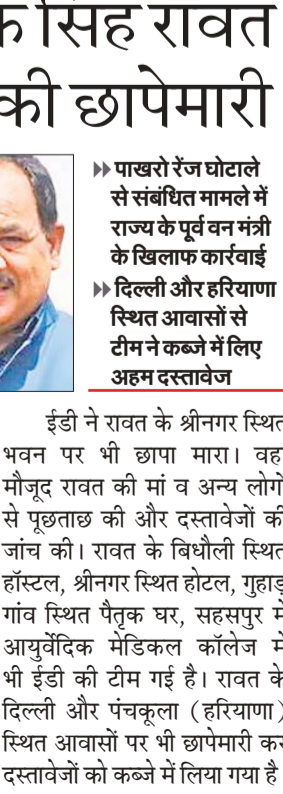 सिंह रावत
की छापेमारी
▶▶ पाखरो रेंज घोटाले
से संबंधित मामले में
राज्य के पूर्व वन मंत्री
के खिलाफ कार्रवाई
▶▶ दिल्ली और हरियाणा
स्थित आवासों से
टीम ने कब्जे में लिए
अहम दस्तावेज
ईडी ने रावत के श्रीनगर स्थित
भवन पर भी छापा मारा। वह
मौजूद रावत की मां व अन्य लोगो
से पूछताछ की और दस्तावेजों की
जांच की। रावत के बिधौली स्थित
हॉस्टल, श्रीनगर स्थित होटल, गुहाड़
गांव स्थित पैतृक घर, सहसपुर मे
आयुर्वेदिक मेडिकल कॉलेज मे
भी ईडी की टीम गई है। रावत के
दिल्ली और पंचकूला (हरियाणा)
स्थित आवासों पर भी छापेमारी कर
दस्तावेजों को कब्जे में लिया गया है